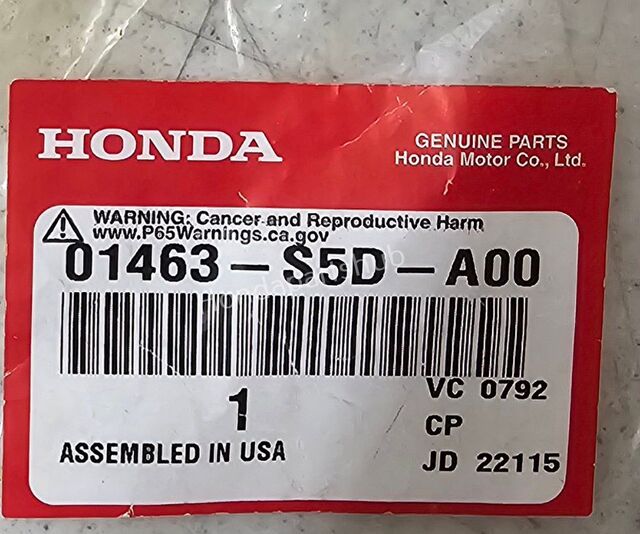 HONDA
GENUINE PARTS
Honda Motor Co., Ltd.
WARNING: Cancer and Reproductive Harm
www.P65Warnings.ca.gov
01463-S5D-A00
1
VC 0792
CP
ASSEMBLED IN USA
JD 22115